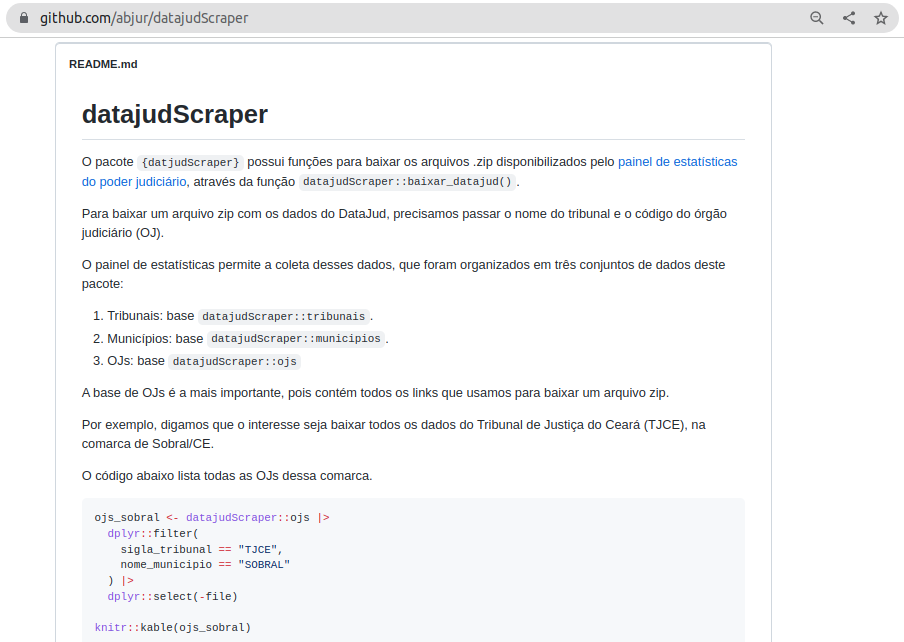 github.com/abjur/datajudScraper
README.md
datajudScraper
O pacote {datjudScraper} possui funções para baixar os arquivos .zip disponibilizados pelo painel de estatísticas
do poder judiciário, através da função datajudScraper::baixar_datajud() .
Para baixar um arquivo zip com os dados do DataJud, precisamos passar o nome do tribunal e o código do órgão
judiciário (OJ).
O painel de estatísticas permite a coleta desses dados, que foram organizados em três conjuntos de dados deste
pacote:
1. Tribunais: base datajudScraper::tribunais .
2. Municípios: base datajudScraper::municipios .
3. OJs: base datajudScraper::ojs
A base de OJs é a mais importante, pois contém todos os links que usamos para baixar um arquivo zip.
Por exemplo, digamos que o interesse seja baixar todos os dados do Tribunal de Justiça do Ceará (TJCE), na
comarca de Sobral/CE.
O código abaixo lista todas as OJs dessa comarca.
ojs_sobral <- datajudScraper::ojs |>
dplyr::filter(
sigla_tribunal == "TJCE",
nome_municipio == "SOBRAL"
) |>
dplyr::select(-file)
knitr::kable(ojs_sobral)